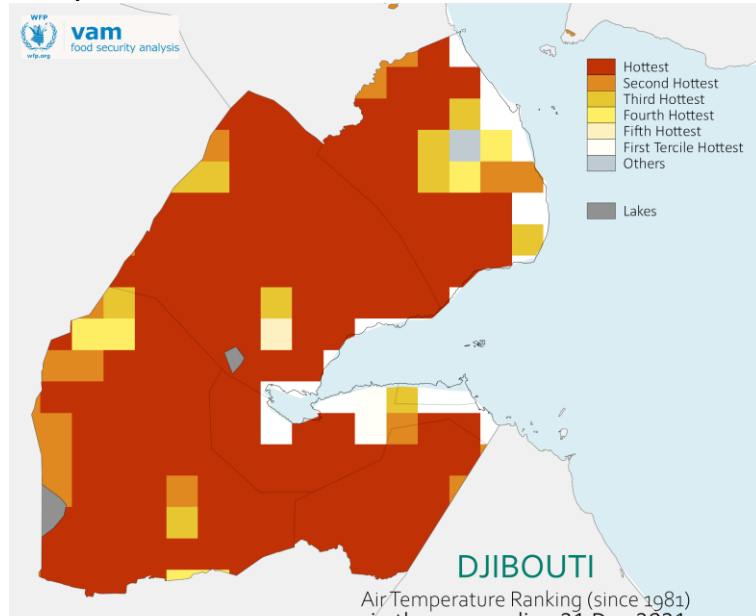 WFP
wfp.org
vam
food security analysis
Hottest
Second Hottest
Third Hottest
Fourth Hottest
Fifth Hottest
First Tercile Hottest
Others
Lakes
DJIBOUTI
Air Temperature Ranking (since 1981)